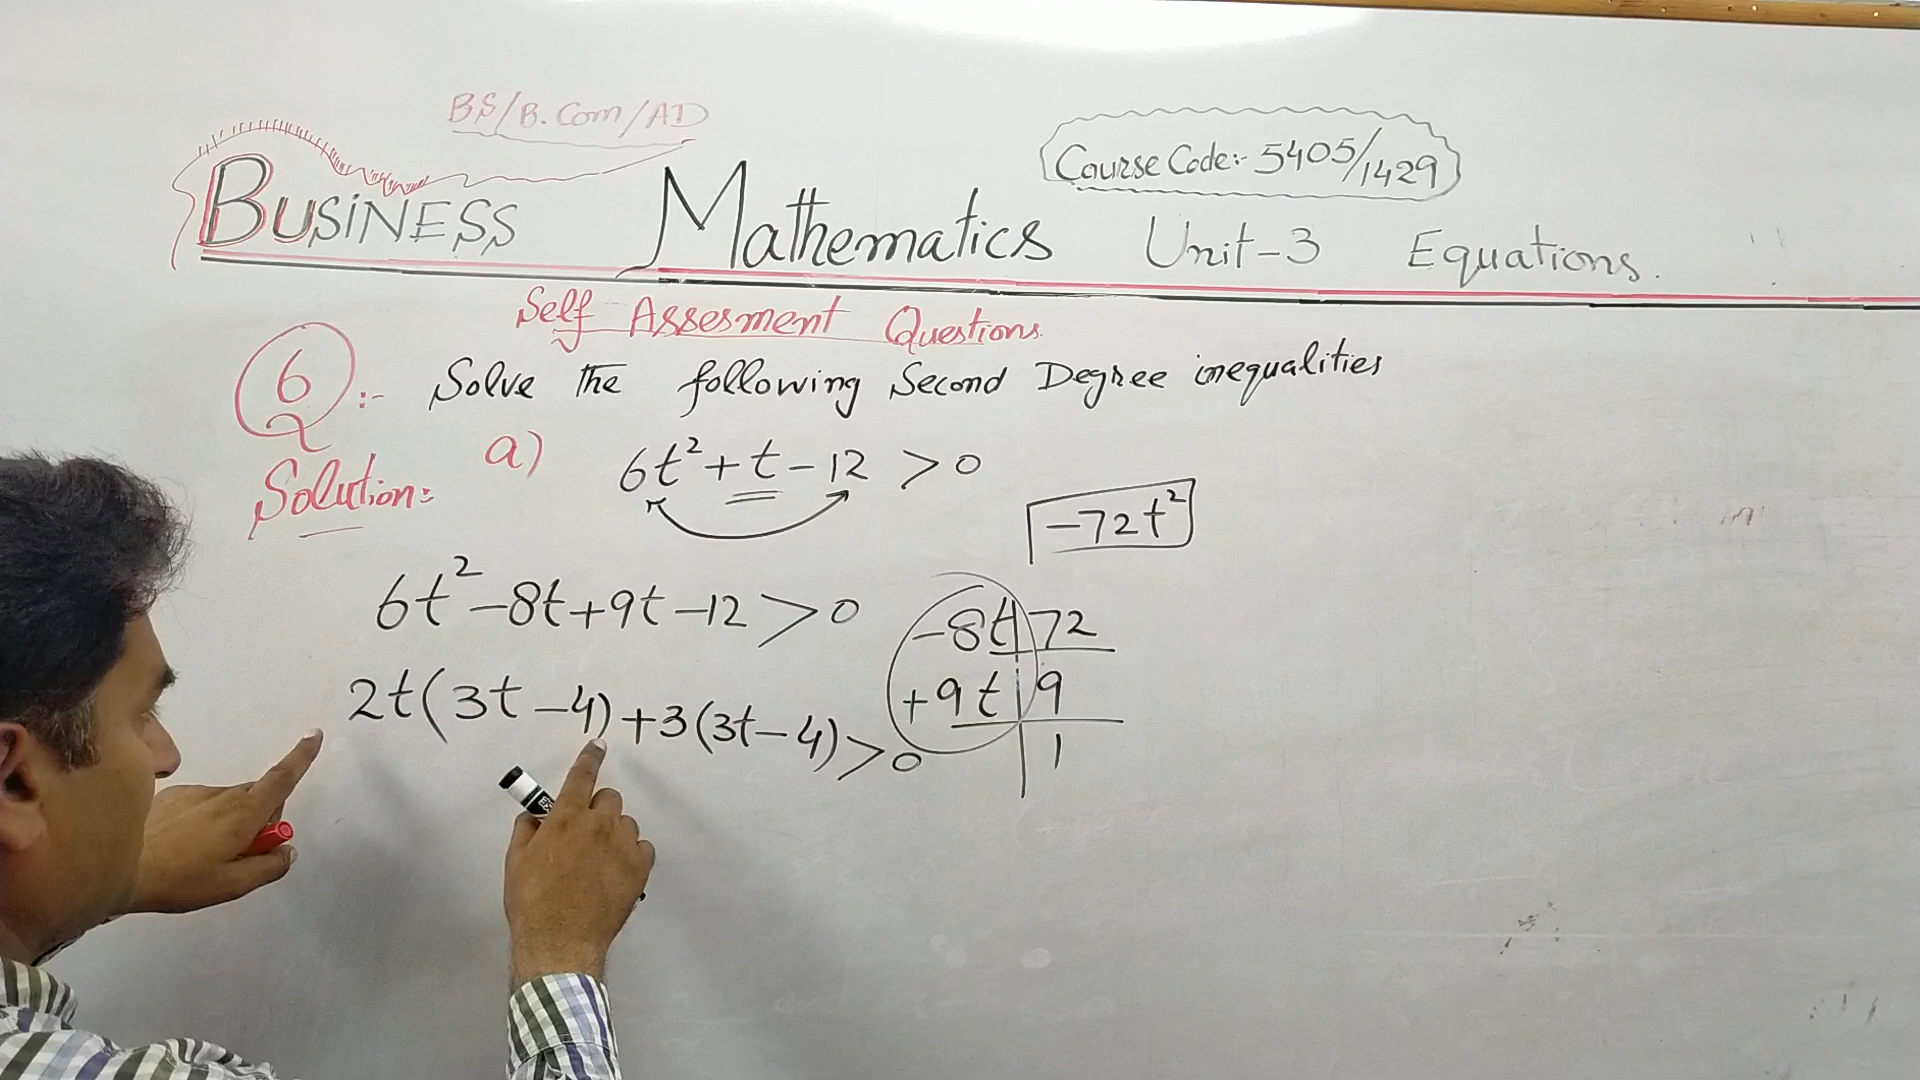 BS/B.Com/AD
BUSiNESS Mathematics Unit-3 Equations.
Course Code:- 5405/1429
Self Assesment Questions
Q6:- Solve the following Second Degree inequalities
Solution: a) 6t²+t-12 > 0
-72t²
6t²-8t+9t-12>0
2t(3t-4)+3(3t-4)>0
-8t | 72
+9t | 9
| 1